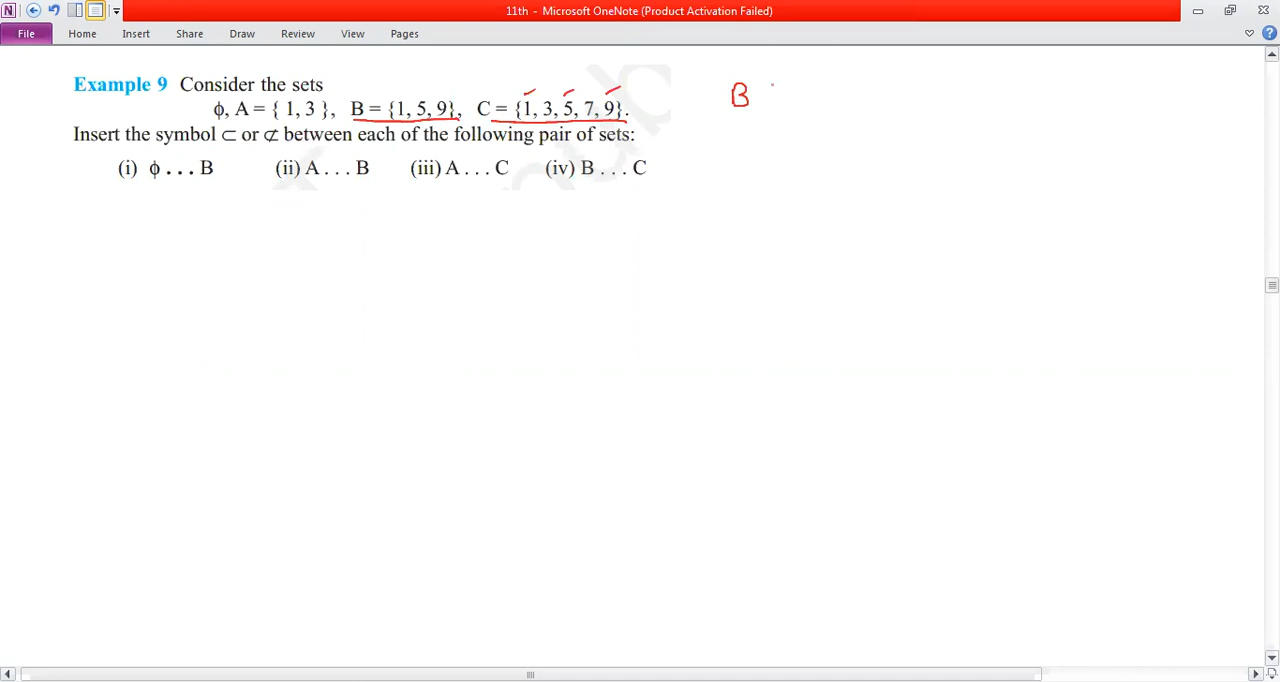 11th - Microsoft OneNote (Product Activation Failed)
File Home Insert Share Draw Review View Pages
Example 9 Consider the sets
ϕ, A = { 1, 3 }, B = {1, 5, 9}, C = {1, 3, 5, 7, 9}.
B
Insert the symbol ⊂ or ⊄ between each of the following pair of sets:
(i) ϕ . . . B (ii) A . . . B (iii) A . . . C (iv) B . . . C